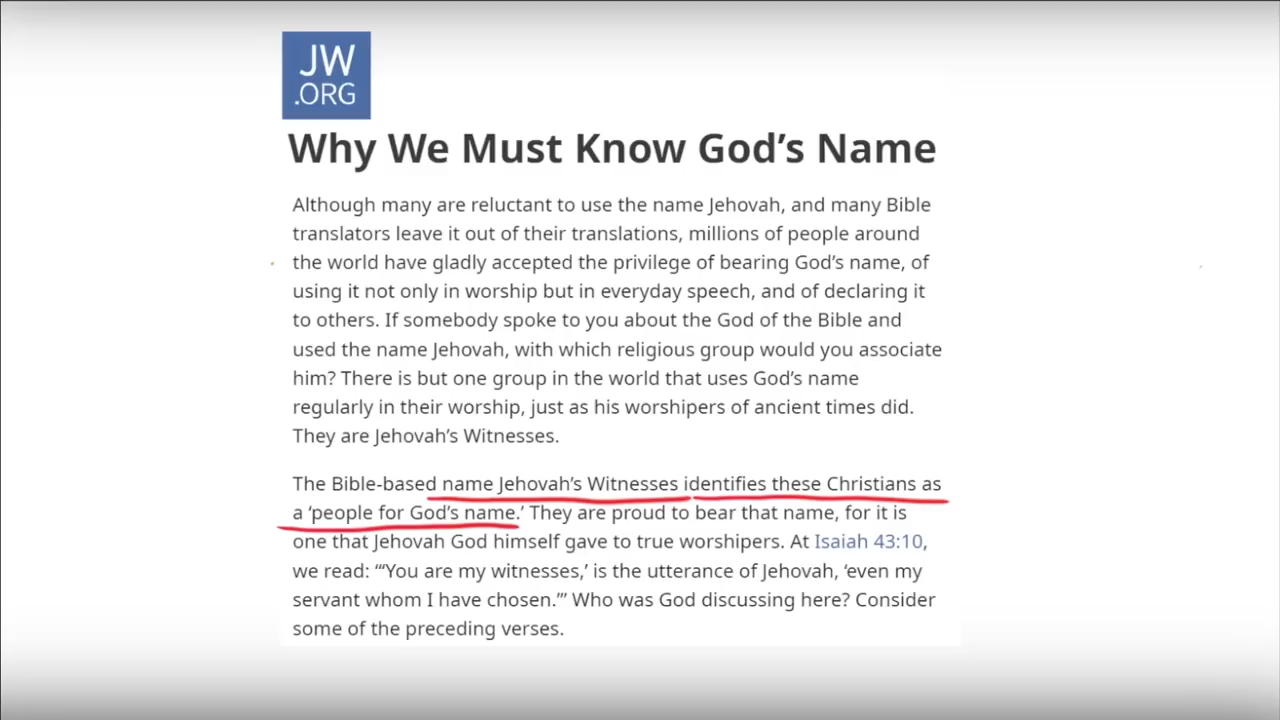 JW
.ORG
Why We Must Know God's Name
Although many are reluctant to use the name Jehovah, and many Bible
translators leave it out of their translations, millions of people around
the world have gladly accepted the privilege of bearing God's name, of
using it not only in worship but in everyday speech, and of declaring it
to others. If somebody spoke to you about the God of the Bible and
used the name Jehovah, with which religious group would you associate
him? There is but one group in the world that uses God's name
regularly in their worship, just as his worshipers of ancient times did.
They are Jehovah's Witnesses.
The Bible-based name Jehovah's Witnesses identifies these Christians as
a ‘people for God's name.’ They are proud to bear that name, for it is
one that Jehovah God himself gave to true worshipers. At Isaiah 43:10,
we read: “‘You are my witnesses,’ is the utterance of Jehovah, ‘even my
servant whom I have chosen.’” Who was God discussing here? Consider
some of the preceding verses.